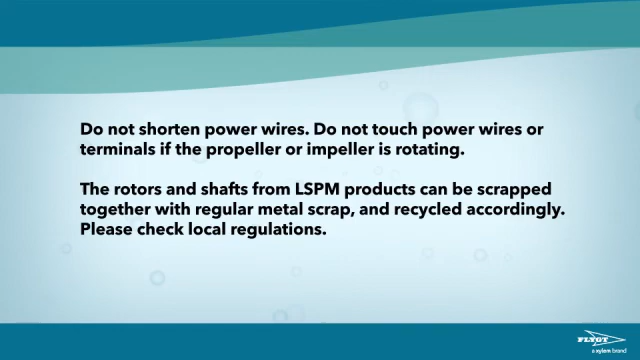 Do not shorten power wires. Do not touch power wires or
terminals if the propeller or impeller is rotating.
The rotors and shafts from LSPM products can be scrapped
together with regular metal scrap, and recycled accordingly.
Please check local regulations.
FLYGT
a xylem brand